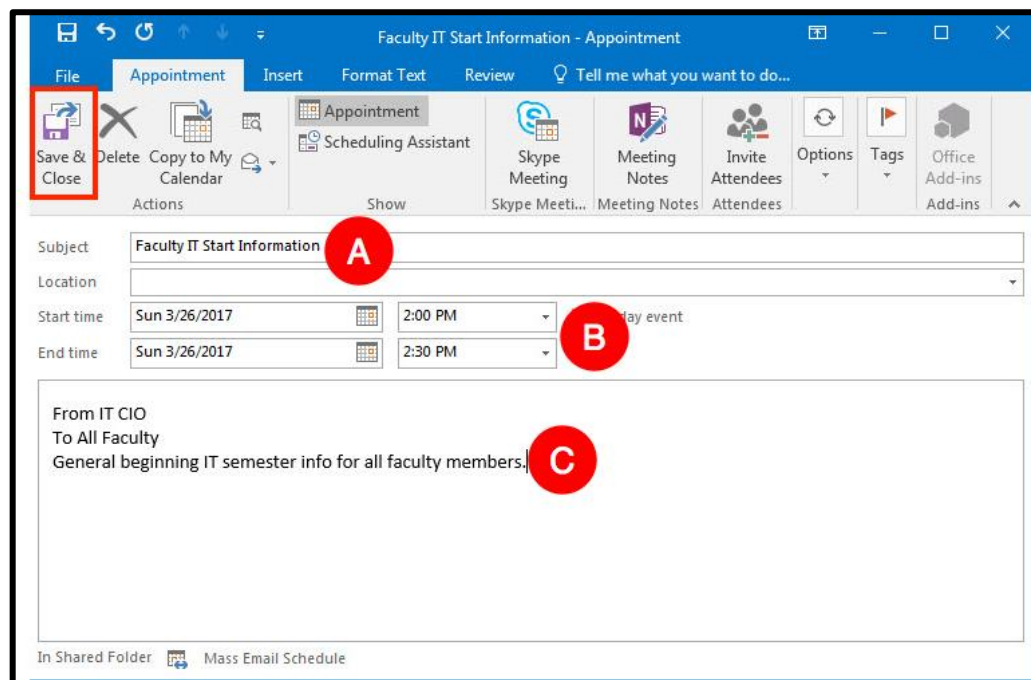 Faculty IT Start Information - Appointment
File Appointment Insert Format Text Review Tell me what you want to do...
Save & Close
Delete
Copy to My Calendar
Actions
Appointment
Scheduling Assistant
Show
Skype Meeting
Skype Meeti...
Meeting Notes
Meeting Notes
Invite Attendees
Attendees
Options
Tags
Office Add-ins
Add-ins
Subject Faculty IT Start Information A
Location
Start time Sun 3/26/2017 2:00 PM day event
B
End time Sun 3/26/2017 2:30 PM
From IT CIO
To All Faculty
General beginning IT semester info for all faculty members. C
In Shared Folder Mass Email Schedule